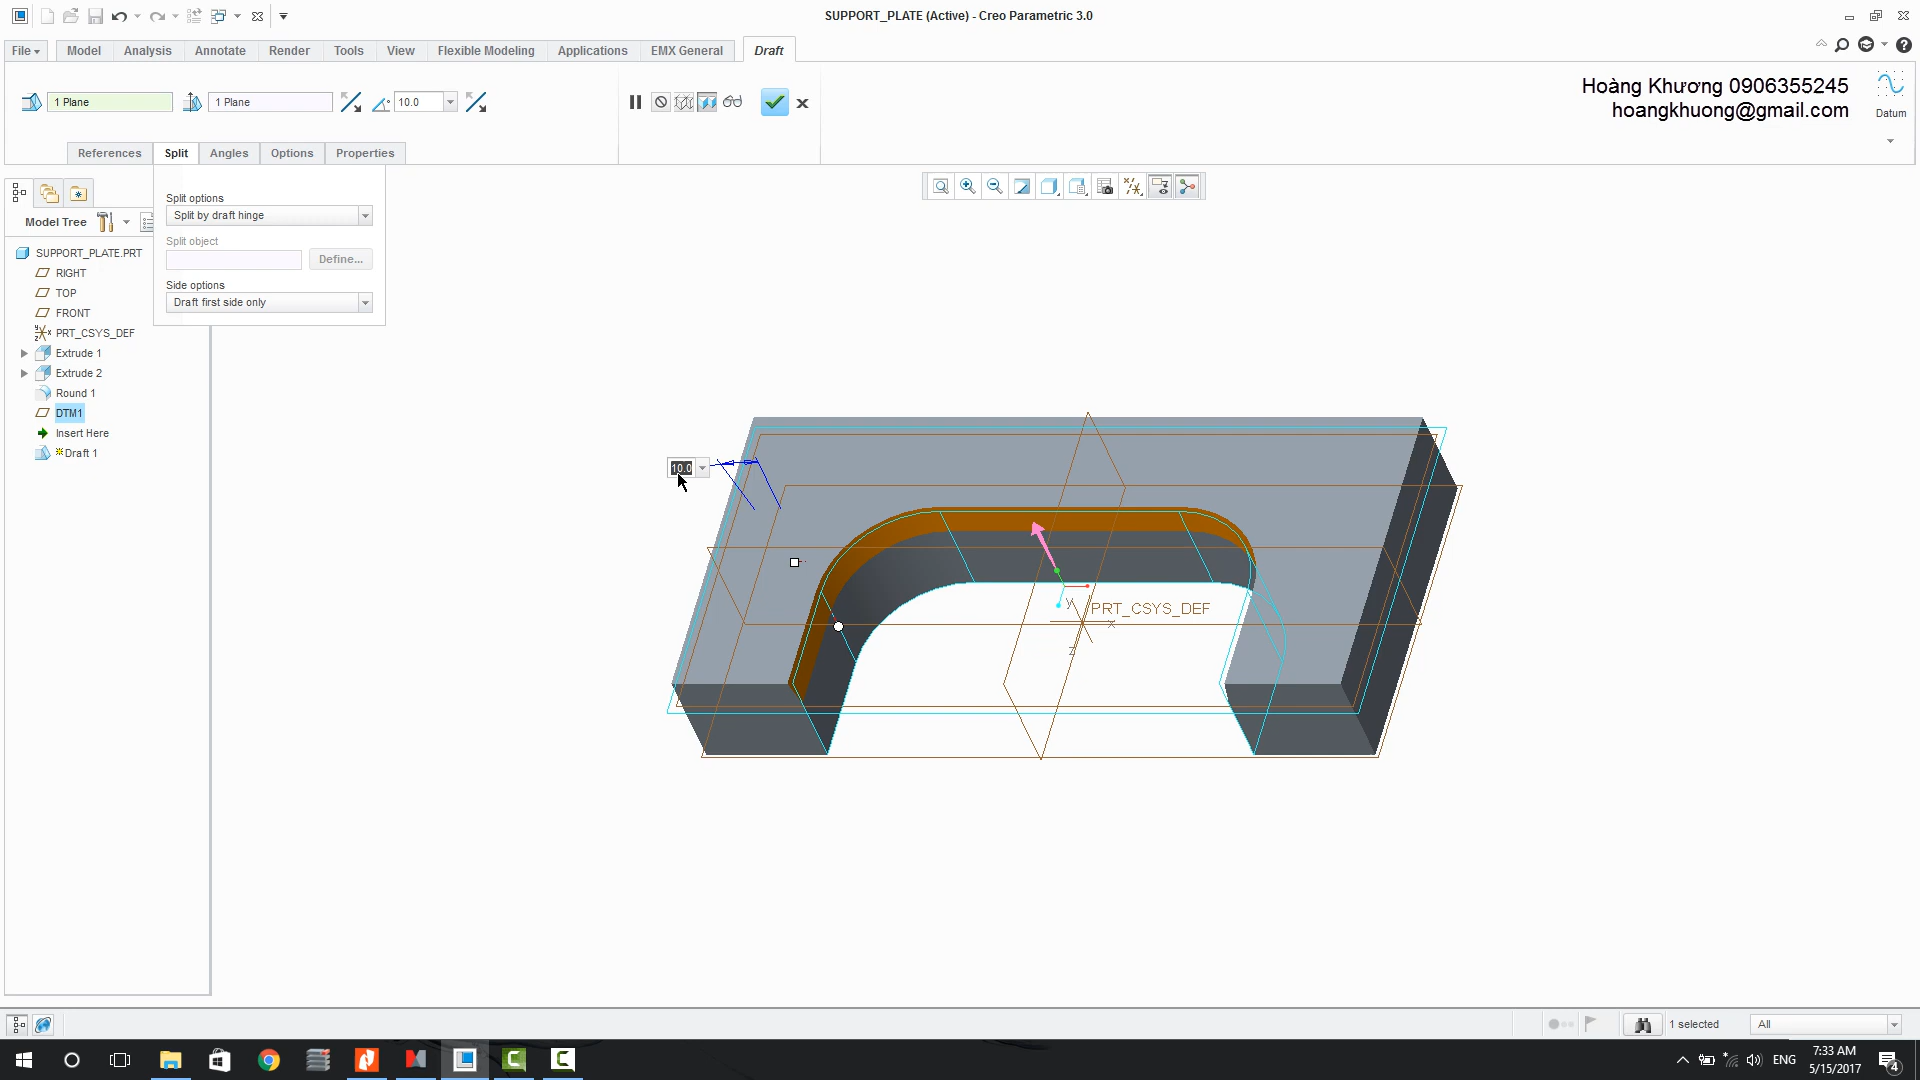 SUPPORT_PLATE (Active) - Creo Parametric 3.0
File Model Analysis Annotate Render Tools View Flexible Modeling Applications EMX General Draft
1 Plane 1 Plane 10.0
Hoàng Khương 0906355245
hoangkhuong@gmail.com
Datum
References Split Angles Options Properties
Split options
Split by draft hinge
Split object
Define...
Side options
Draft first side only
Model Tree
SUPPORT_PLATE.PRT
RIGHT
TOP
FRONT
PRT_CSYS_DEF
Extrude 1
Extrude 2
Round 1
DTM1
Insert Here
Draft 1
10.0
PRT_CSYS_DEF
y
x
z
1 selected
All
ENG
7:33 AM
5/15/2017
4